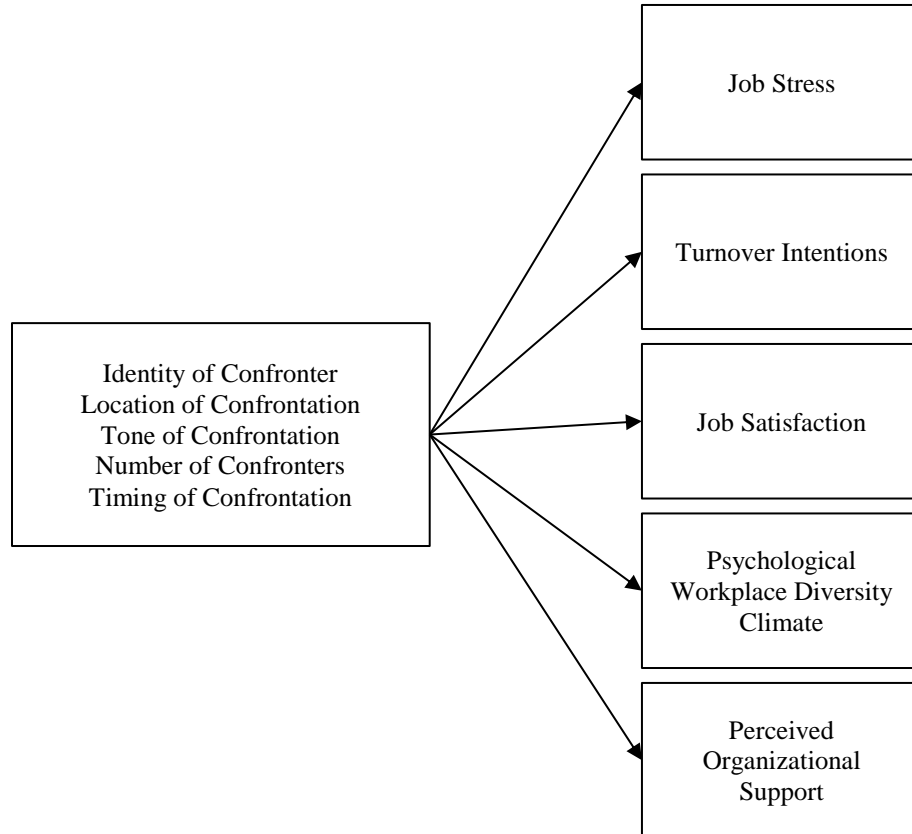 Job Stress
Turnover Intentions
Identity of Confronter
Location of Confrontation
Tone of Confrontation
Number of Confronters
Timing of Confrontation
Job Satisfaction
Psychological
Workplace Diversity
Climate
Perceived
Organizational
Support